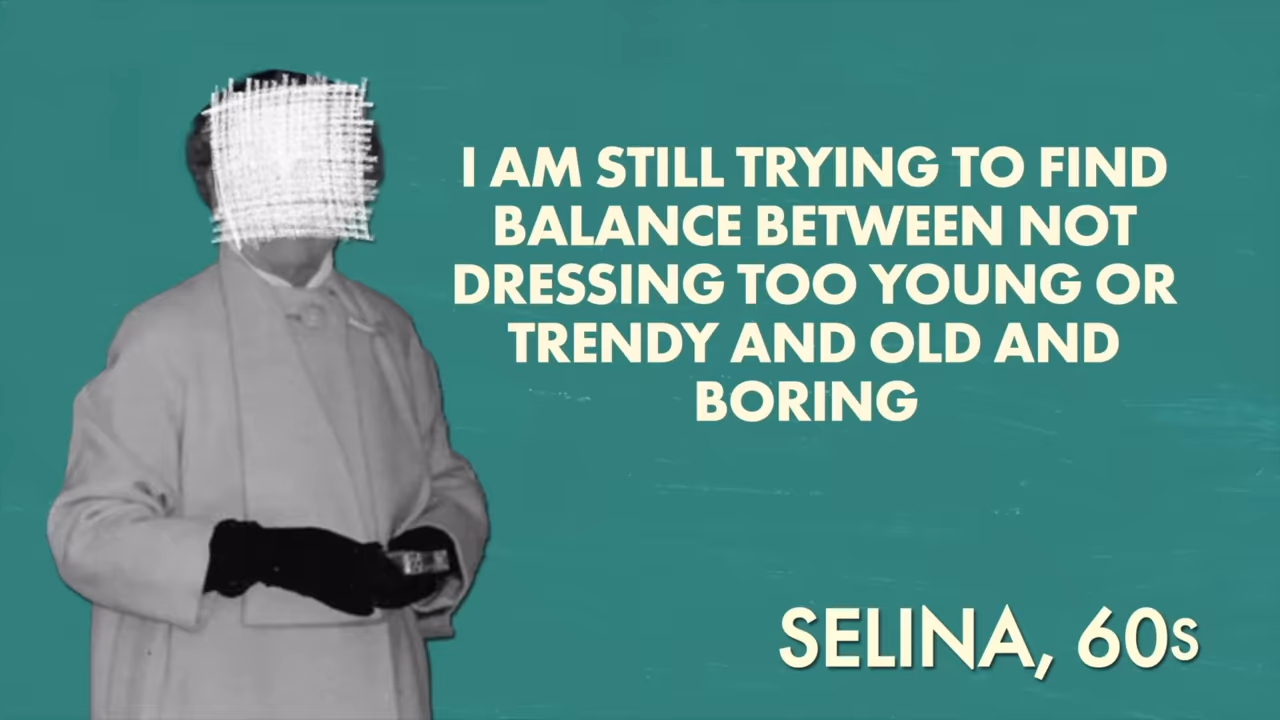 I AM STILL TRYING TO FIND
BALANCE BETWEEN NOT
DRESSING TOO YOUNG OR
TRENDY AND OLD AND
BORING
SELINA, 60s